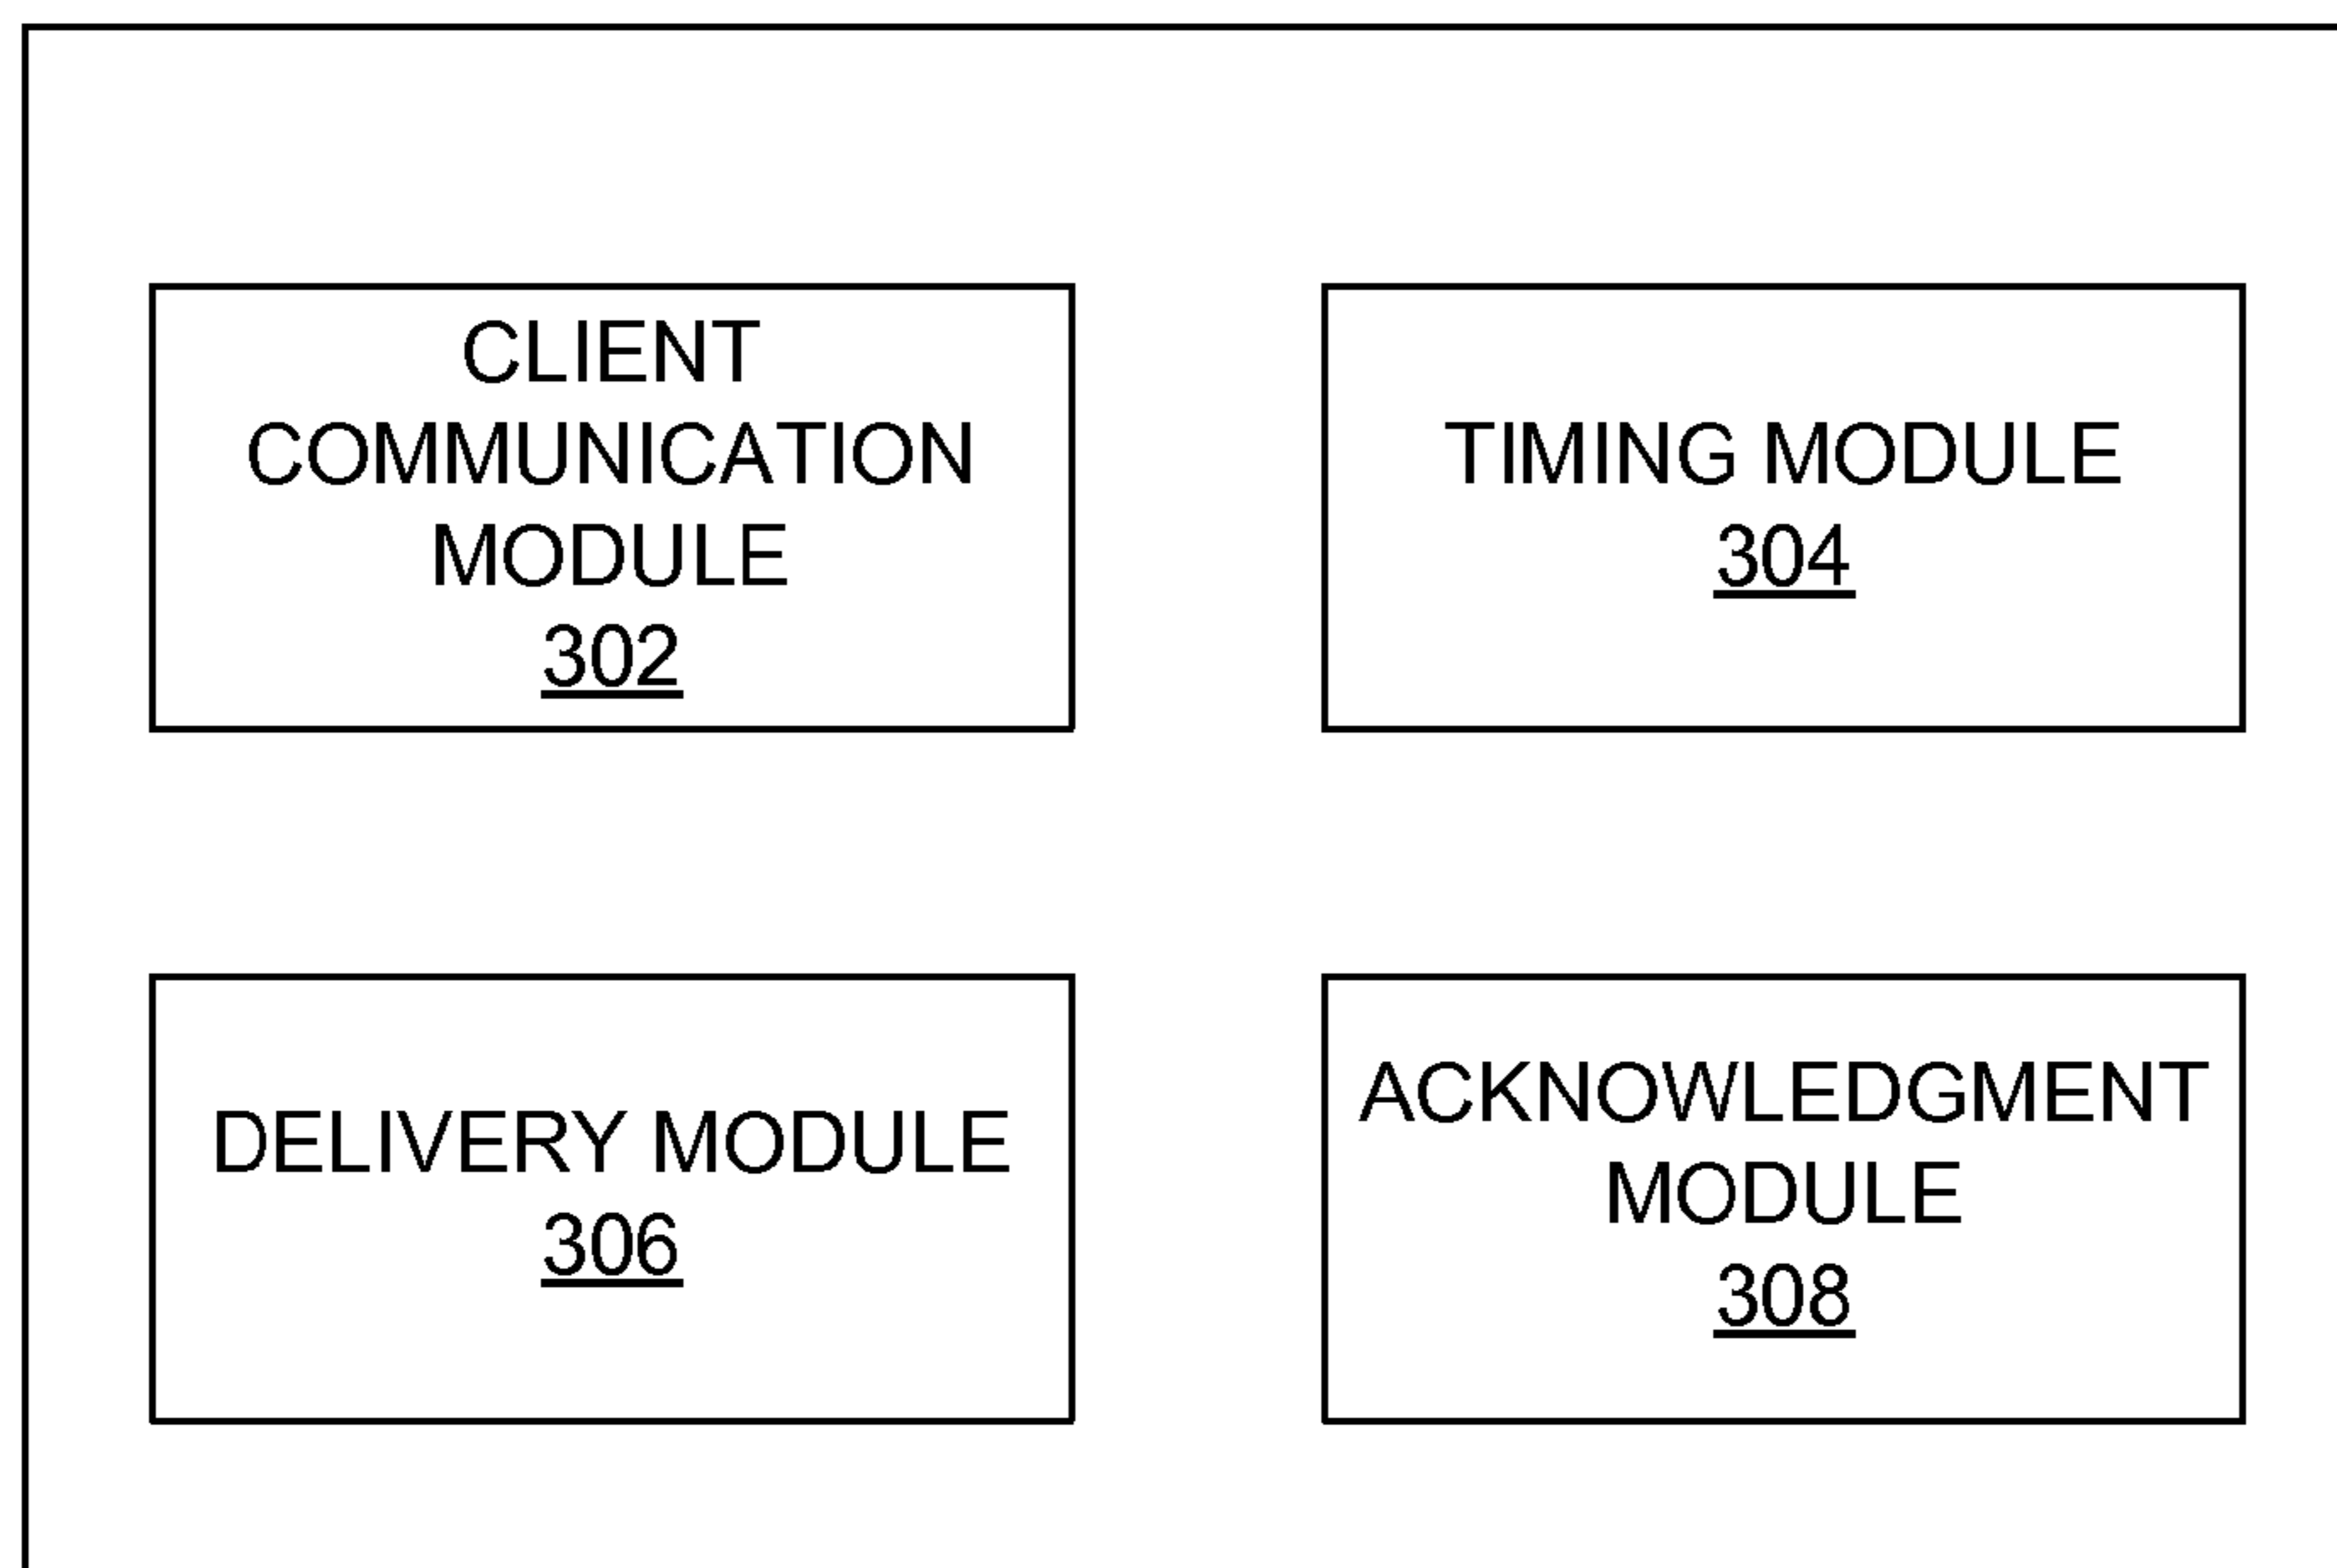 CLIENT
COMMUNICATION
MODULE
302
TIMING MODULE
304
DELIVERY MODULE
306
ACKNOWLEDGMENT
MODULE
308